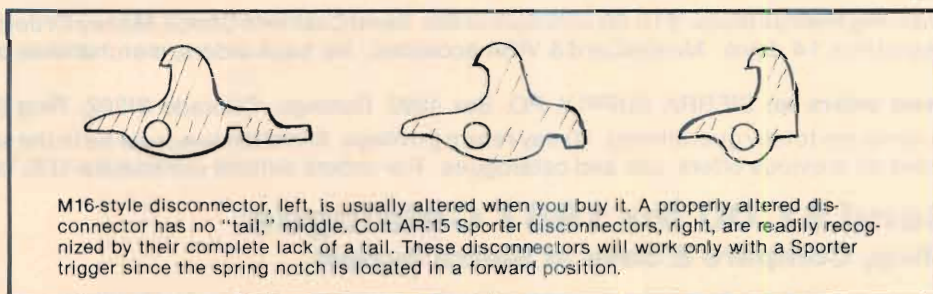 M16-style disconnector, left, is usually altered when you buy it. A properly altered dis-
connector has no "tail," middle. Colt AR-15 Sporter disconnectors, right, are readily recog-
nized by their complete lack of a tail. These disconnectors will work only with a Sporter
trigger since the spring notch is located in a forward position.